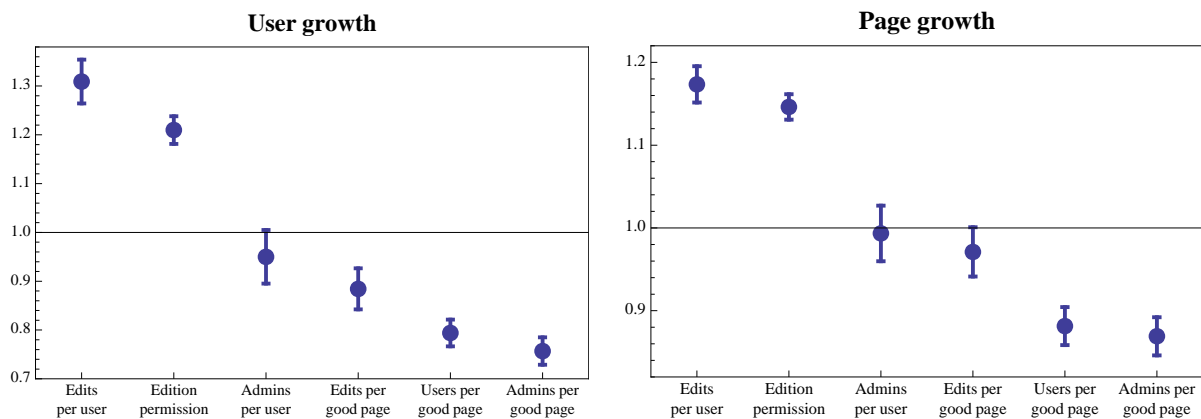 User growth
1.3
1.2
1.1
1.0
0.9
0.8
0.7
Edits
per user
Edition
permission
Admins
per user
Edits per
good page
Users per
good page
Admins per
good page
Page growth
1.2
1.1
1.0
0.9
Edits
per user
Edition
permission
Admins
per user
Edits per
good page
Users per
good page
Admins per
good page